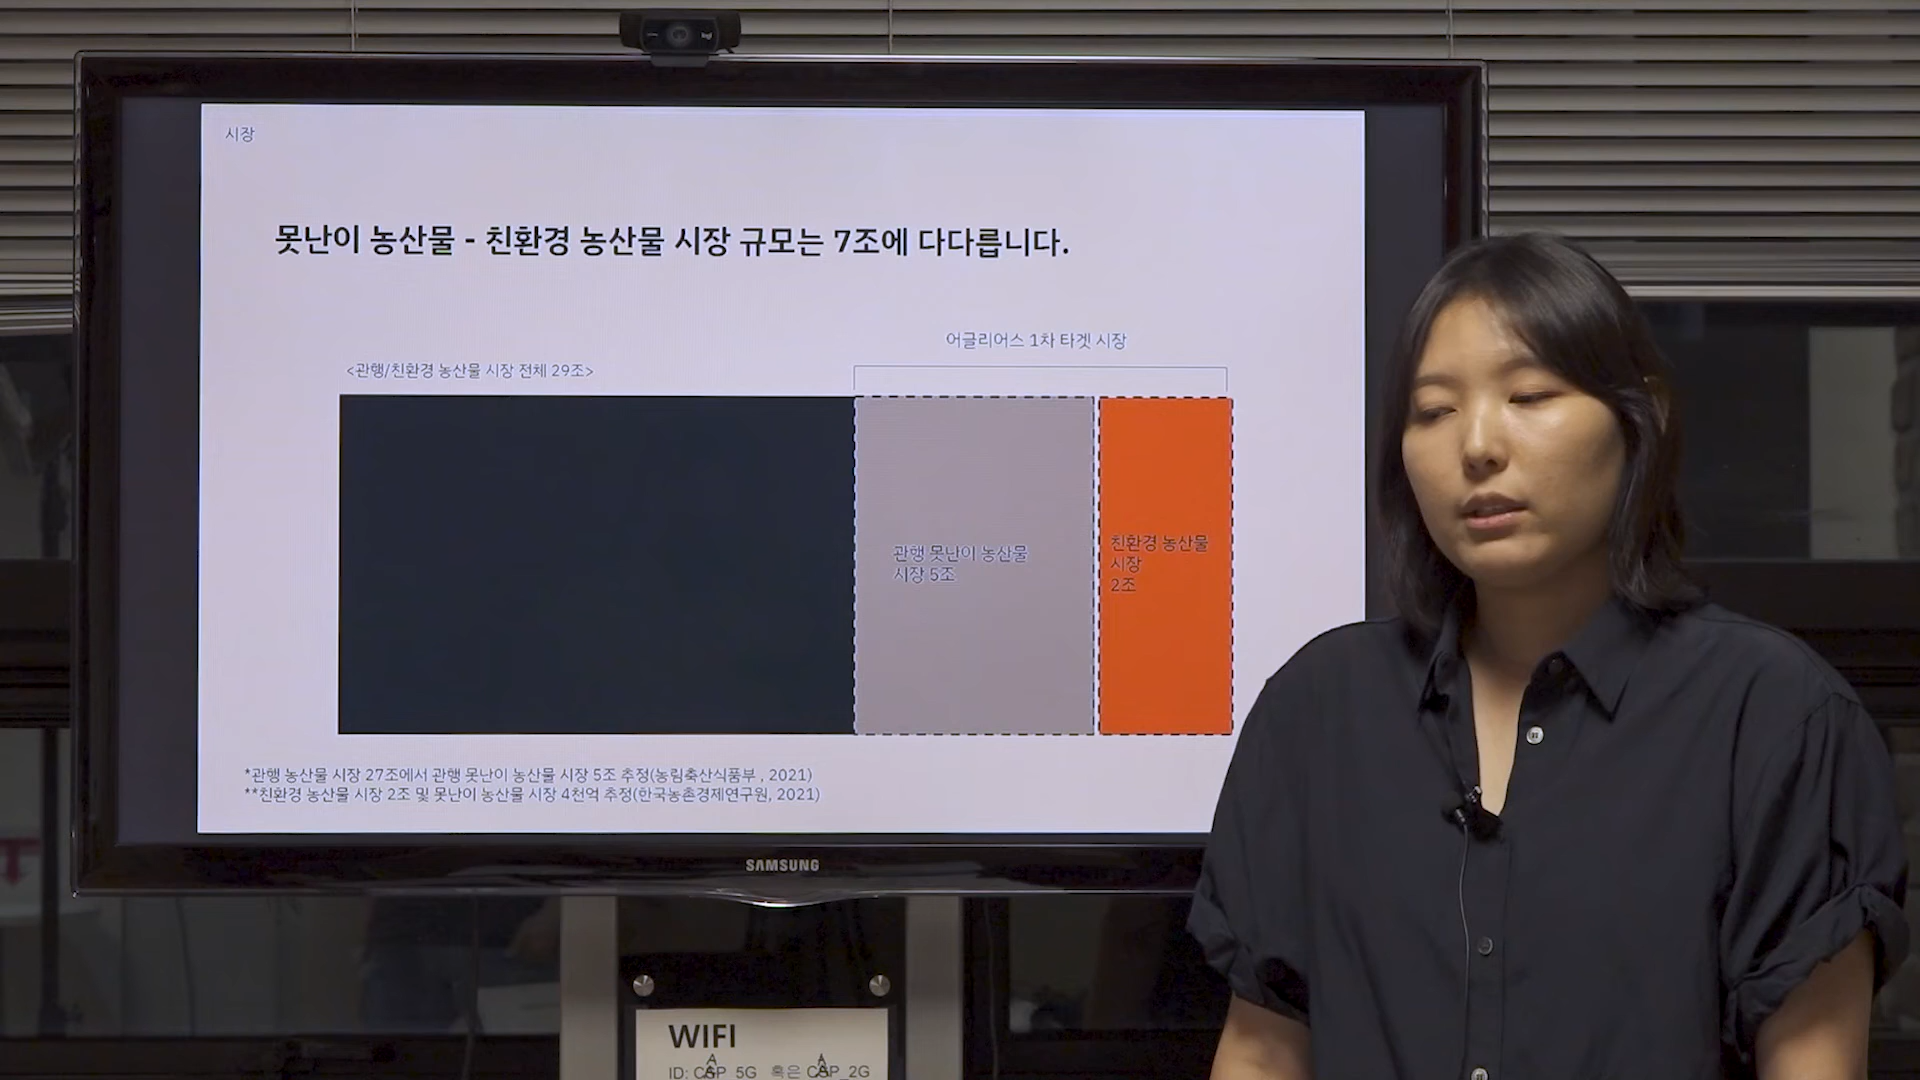 시장
못난이 농산물 - 친환경 농산물 시장 규모는 7조에 다다릅니다.
어글리어스 1차 타겟 시장
<관행/친환경 농산물 시장 전체 29조>
관행 못난이 농산물
시장 5조
친환경 농산물
시장
2조
*관행 농산물 시장 27조에서 관행 못난이 농산물 시장 5조 추정(농림축산식품부 , 2021)
**친환경 농산물 시장 2조 및 못난이 농산물 시장 4천억 추정(한국농촌경제연구원, 2021)
SAMSUNG
WIFI
ID: 혹은